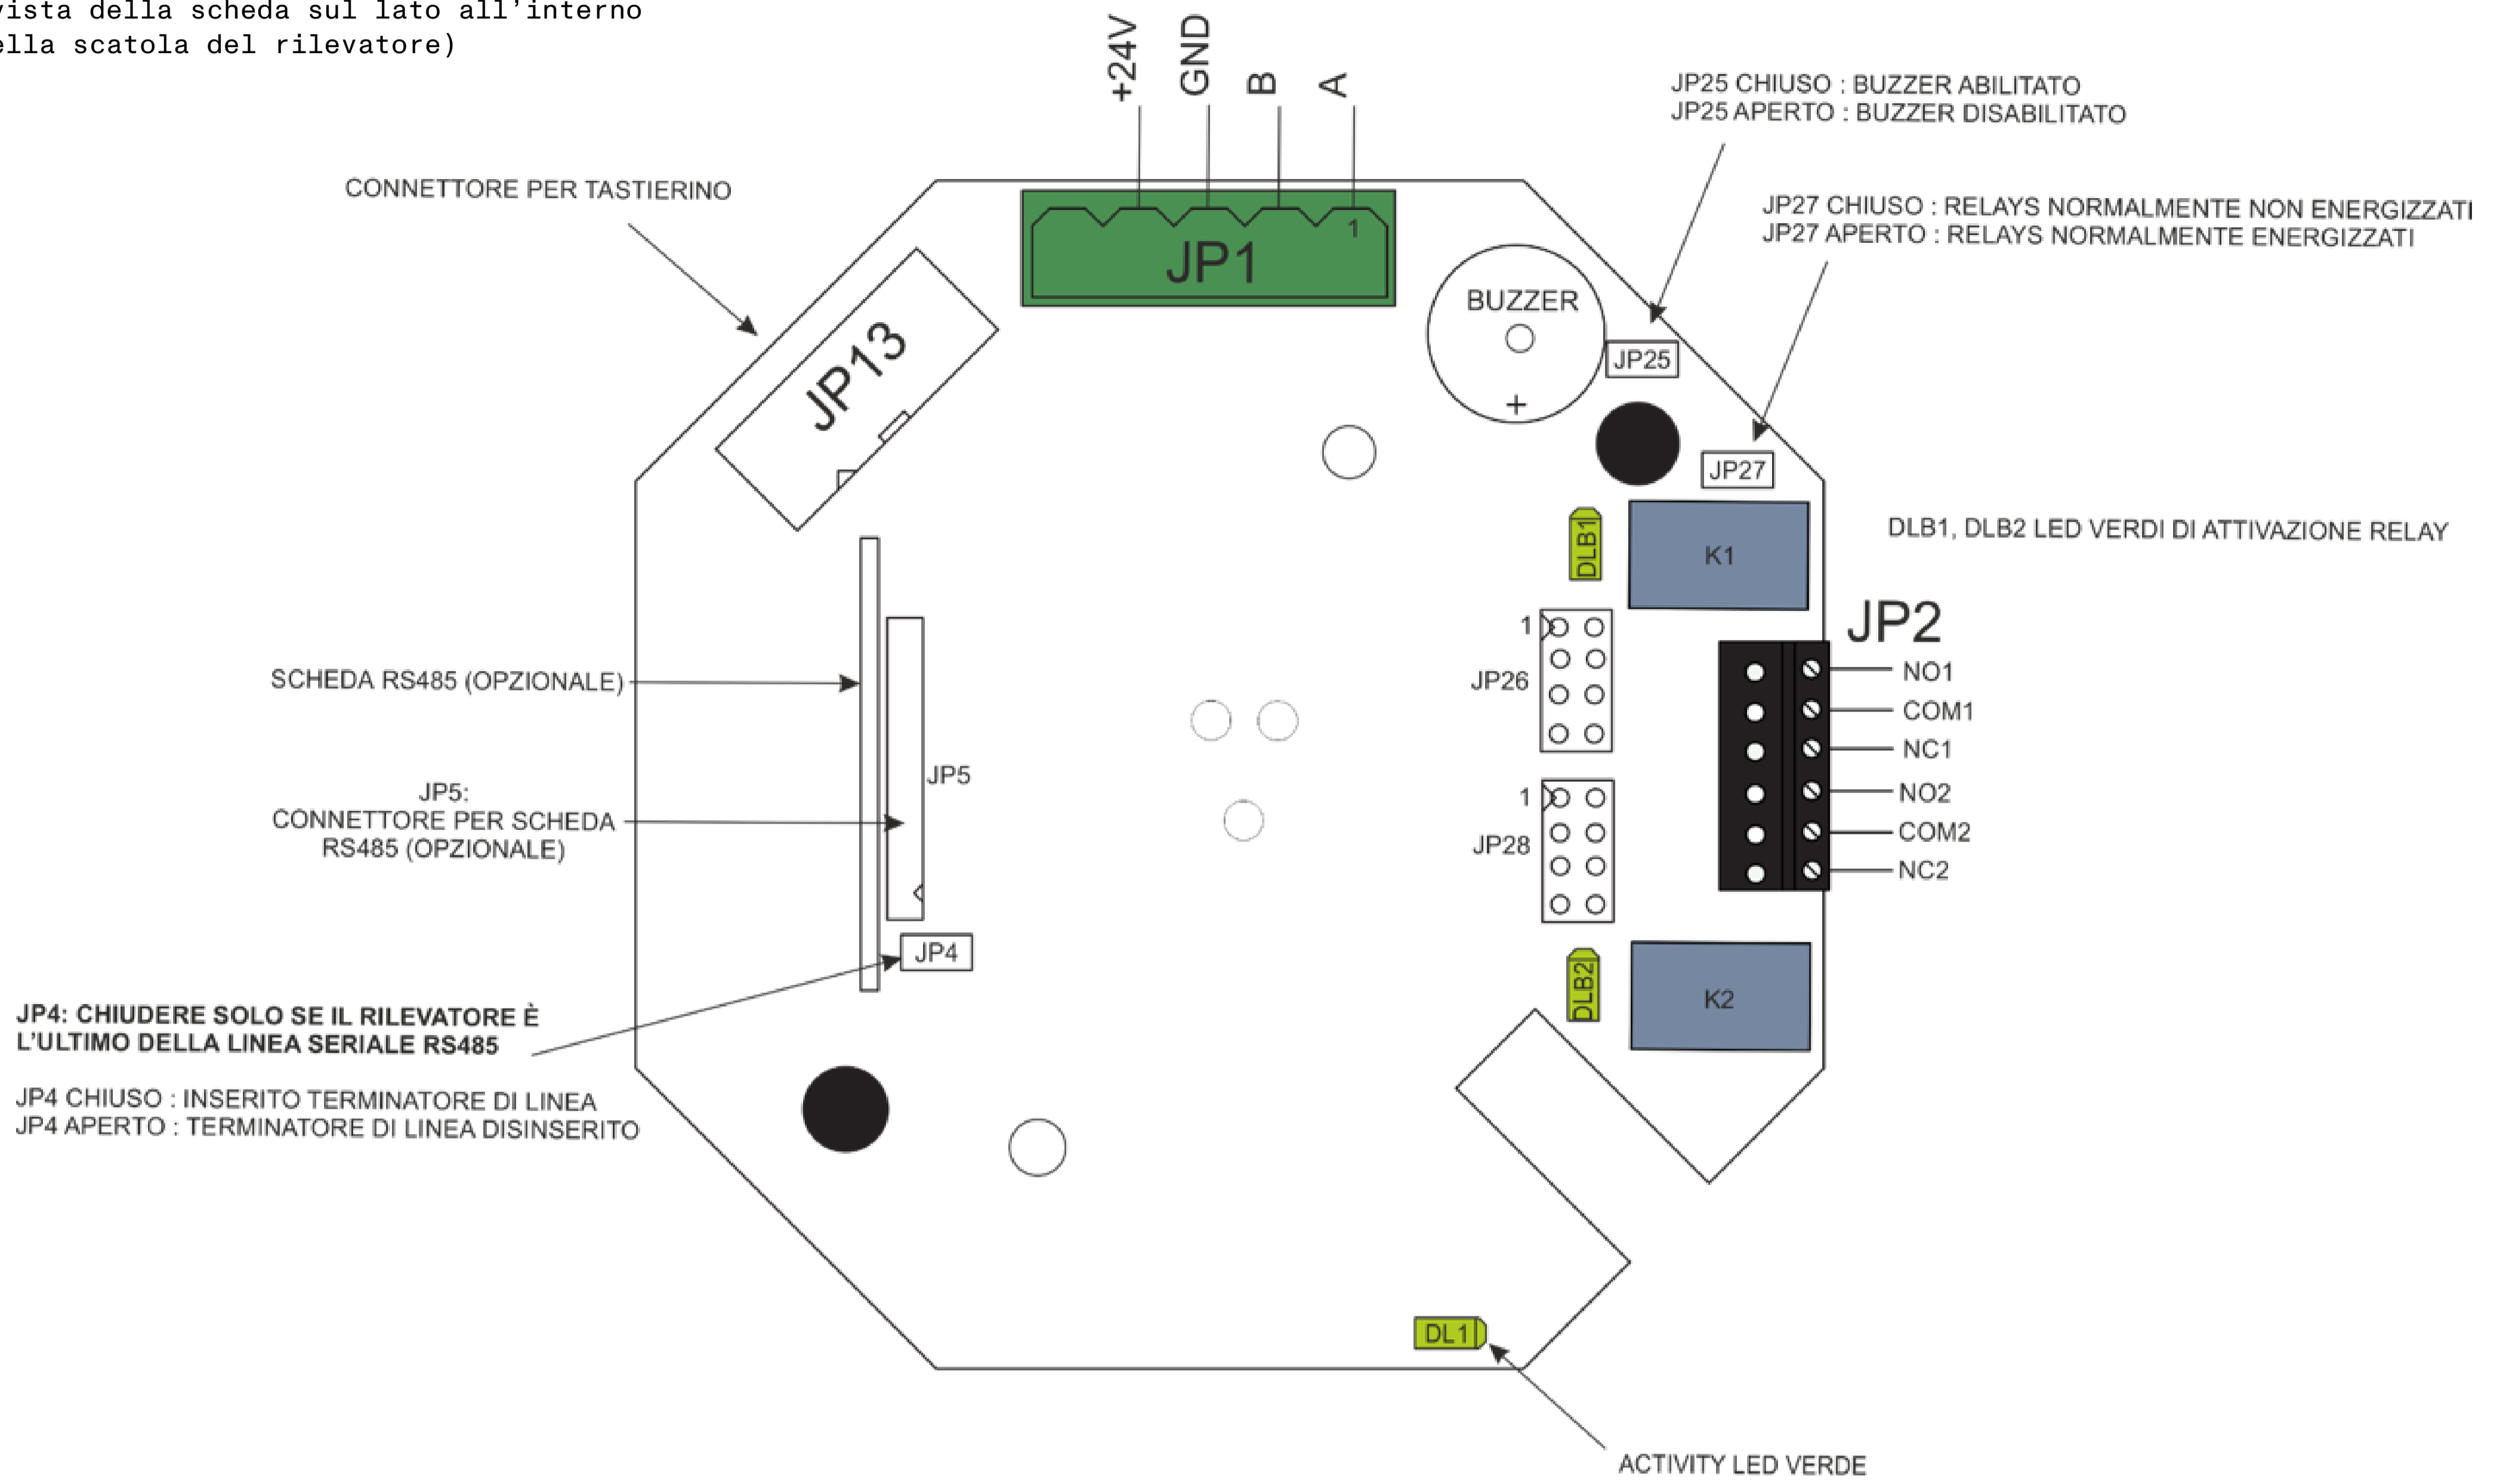 vista della scheda sul lato all'interno
ella scatola del rilevatore)
+24V
GND
B
A
JP25 CHIUSO : BUZZER ABILITATO
JP25 APERTO : BUZZER DISABILITATO
CONNETTORE PER TASTIERINO
JP27 CHIUSO : RELAYS NORMALMENTE NON ENERGIZZATI
JP27 APERTO : RELAYS NORMALMENTE ENERGIZZATI
1
JP1
BUZZER
+
JP25
JP13
JP27
DLB1
K1
DLB1, DLB2 LED VERDI DI ATTIVAZIONE RELAY
JP2
1
JP26
NO1
COM1
NC1
NO2
COM2
NC2
SCHEDA RS485 (OPZIONALE)
JP5
JP5:
CONNETTORE PER SCHEDA
RS485 (OPZIONALE)
1
JP28
JP4
DLB2
K2
JP4: CHIUDERE SOLO SE IL RILEVATORE È
L'ULTIMO DELLA LINEA SERIALE RS485
JP4 CHIUSO : INSERITO TERMINATORE DI LINEA
JP4 APERTO : TERMINATORE DI LINEA DISINSERITO
DL1
ACTIVITY LED VERDE